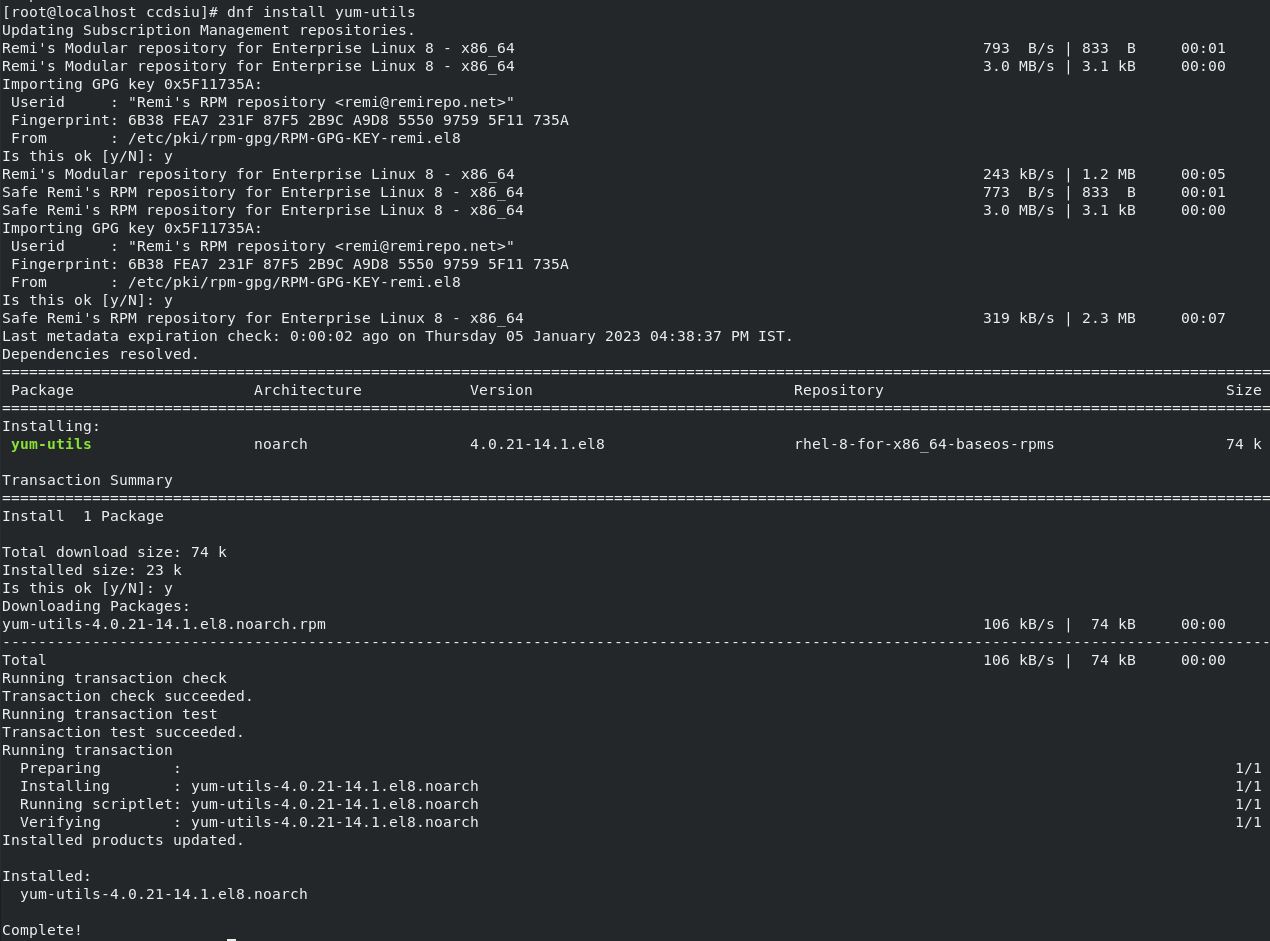 [root@localhost ccdsiu]# dnf install yum-utils
Updating Subscription Management repositories.
Remi's Modular repository for Enterprise Linux 8 - x86_64                                                    793  B/s | 833  B     00:01
Remi's Modular repository for Enterprise Linux 8 - x86_64                                                    3.0 MB/s | 3.1 kB     00:00
Importing GPG key 0x5F11735A:
 Userid     : "Remi's RPM repository <remi@remirepo.net>"
 Fingerprint: 6B38 FEA7 231F 87F5 2B9C A9D8 5550 9759 5F11 735A
 From       : /etc/pki/rpm-gpg/RPM-GPG-KEY-remi.el8
Is this ok [y/N]: y
Remi's Modular repository for Enterprise Linux 8 - x86_64                                                    243 kB/s | 1.2 MB     00:05
Safe Remi's RPM repository for Enterprise Linux 8 - x86_64                                                   773  B/s | 833  B     00:01
Safe Remi's RPM repository for Enterprise Linux 8 - x86_64                                                   3.0 MB/s | 3.1 kB     00:00
Importing GPG key 0x5F11735A:
 Userid     : "Remi's RPM repository <remi@remirepo.net>"
 Fingerprint: 6B38 FEA7 231F 87F5 2B9C A9D8 5550 9759 5F11 735A
 From       : /etc/pki/rpm-gpg/RPM-GPG-KEY-remi.el8
Is this ok [y/N]: y
Safe Remi's RPM repository for Enterprise Linux 8 - x86_64                                                   319 kB/s | 2.3 MB     00:07
Last metadata expiration check: 0:00:02 ago on Thursday 05 January 2023 04:38:37 PM IST.
Dependencies resolved.
=============================================================================================================================================
 Package                    Architecture            Version                             Repository                                      Size
=============================================================================================================================================
Installing:
 yum-utils                  noarch                  4.0.21-14.1.el8                     rhel-8-for-x86_64-baseos-rpms                   74 k

Transaction Summary
=============================================================================================================================================
Install  1 Package

Total download size: 74 k
Installed size: 23 k
Is this ok [y/N]: y
Downloading Packages:
yum-utils-4.0.21-14.1.el8.noarch.rpm                                                                         106 kB/s |  74 kB     00:00
---------------------------------------------------------------------------------------------------------------------------------------------
Total                                                                                                        106 kB/s |  74 kB     00:00
Running transaction check
Transaction check succeeded.
Running transaction test
Transaction test succeeded.
Running transaction
  Preparing        :                                                                                                                     1/1
  Installing       : yum-utils-4.0.21-14.1.el8.noarch                                                                                    1/1
  Running scriptlet: yum-utils-4.0.21-14.1.el8.noarch                                                                                    1/1
  Verifying        : yum-utils-4.0.21-14.1.el8.noarch                                                                                    1/1
Installed products updated.

Installed:
  yum-utils-4.0.21-14.1.el8.noarch

Complete!